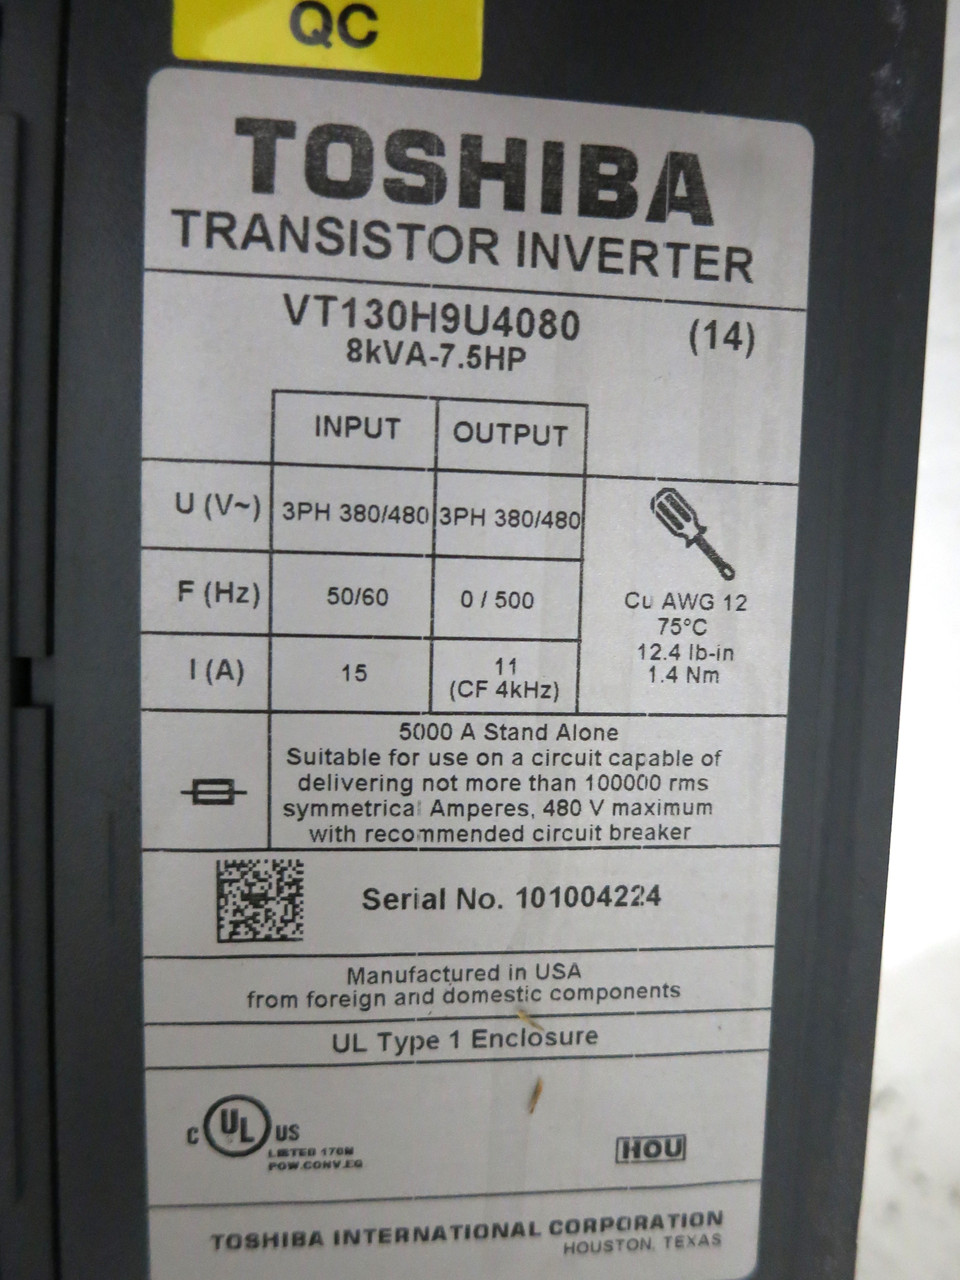 QC
TOSHIBA
TRANSISTOR INVERTER
VT130H9U4080 (14)
8kVA-7.5HP
INPUT OUTPUT
U (V~) 3PH 380/480 3PH 380/480
F (Hz) 50/60 0 / 500
I (A) 15 11
(CF 4kHz)
Cu AWG 12
75°C
12.4 lb-in
1.4 Nm
5000 A Stand Alone
Suitable for use on a circuit capable of
delivering not more than 100000 rms
symmetrical Amperes, 480 V maximum
with recommended circuit breaker
Serial No. 101004224
Manufactured in USA
from foreign and domestic components
UL Type 1 Enclosure
C UL US
LISTED 170M
POW.CONV.EQ
HOU
TOSHIBA INTERNATIONAL CORPORATION
HOUSTON, TEXAS